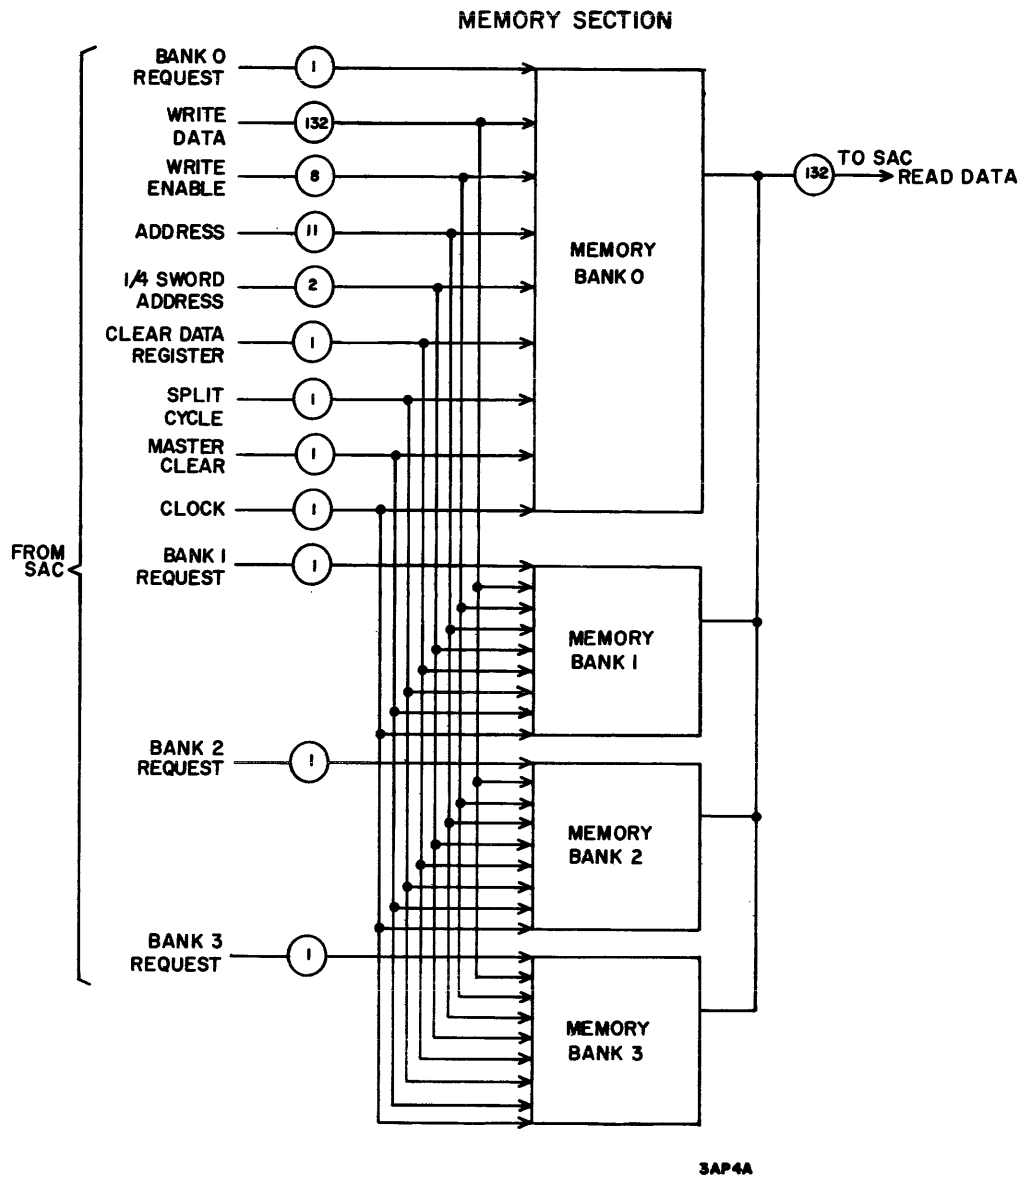 MEMORY SECTION
BANK 0
REQUEST
1
WRITE
DATA
132
WRITE
ENABLE
8
ADDRESS
11
1/4 SWORD
ADDRESS
2
CLEAR DATA
REGISTER
1
SPLIT
CYCLE
1
MASTER
CLEAR
1
CLOCK
1
MEMORY
BANK 0
132
TO SAC
READ DATA
FROM
SAC
BANK 1
REQUEST
1
MEMORY
BANK 1
BANK 2
REQUEST
1
MEMORY
BANK 2
BANK 3
REQUEST
1
MEMORY
BANK 3
3AP4A